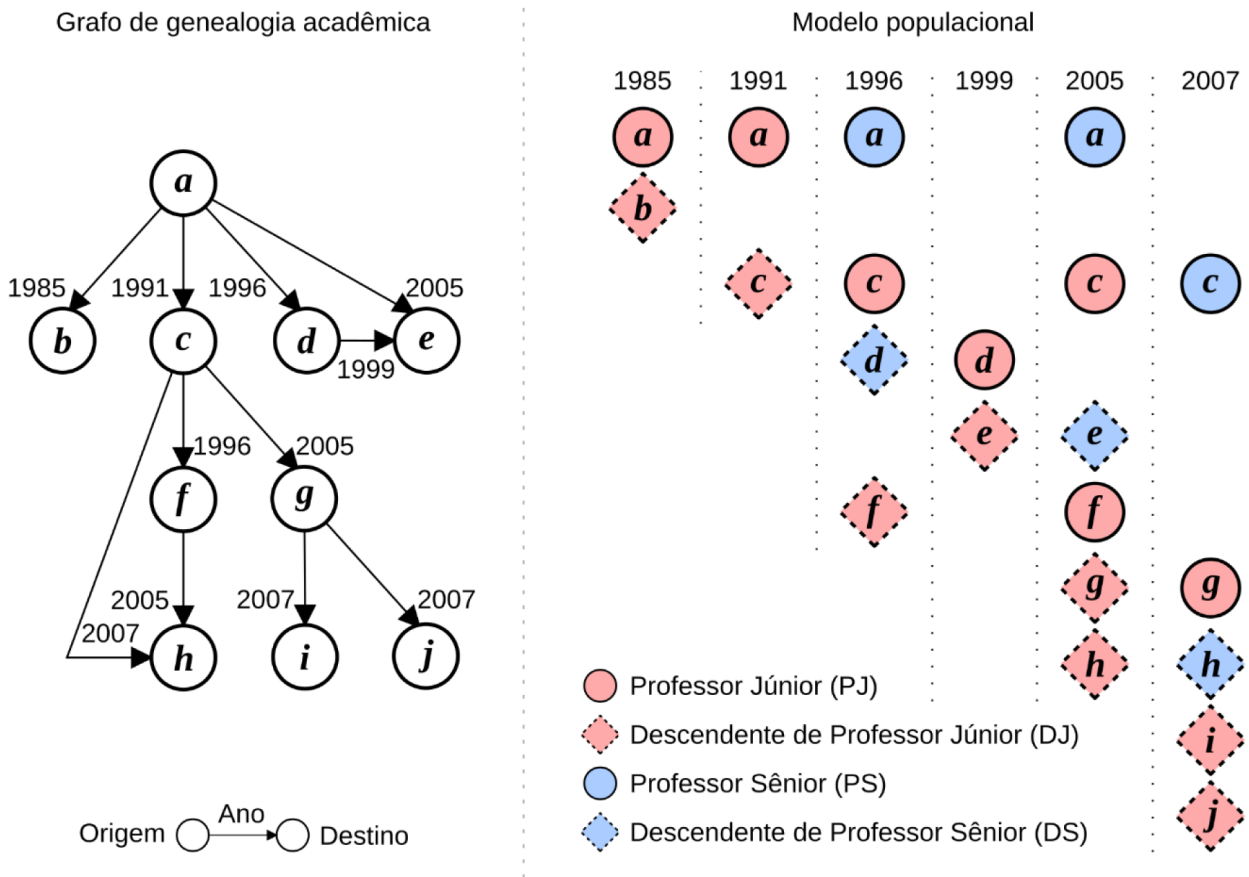 Grafo de genealogia acadêmica
a
1985
1991
1996
2005
b
c
d
e
1999
1996
2005
f
g
2005
2007
2007
2007
h
i
j
Origem
Ano
Destino
Modelo populacional
1985 1991 1996 1999 2005 2007
a a a a
b
c c c c
d d
e e
f f
g g
h h
i
j
Professor Júnior (PJ)
Descendente de Professor Júnior (DJ)
Professor Sênior (PS)
Descendente de Professor Sênior (DS)